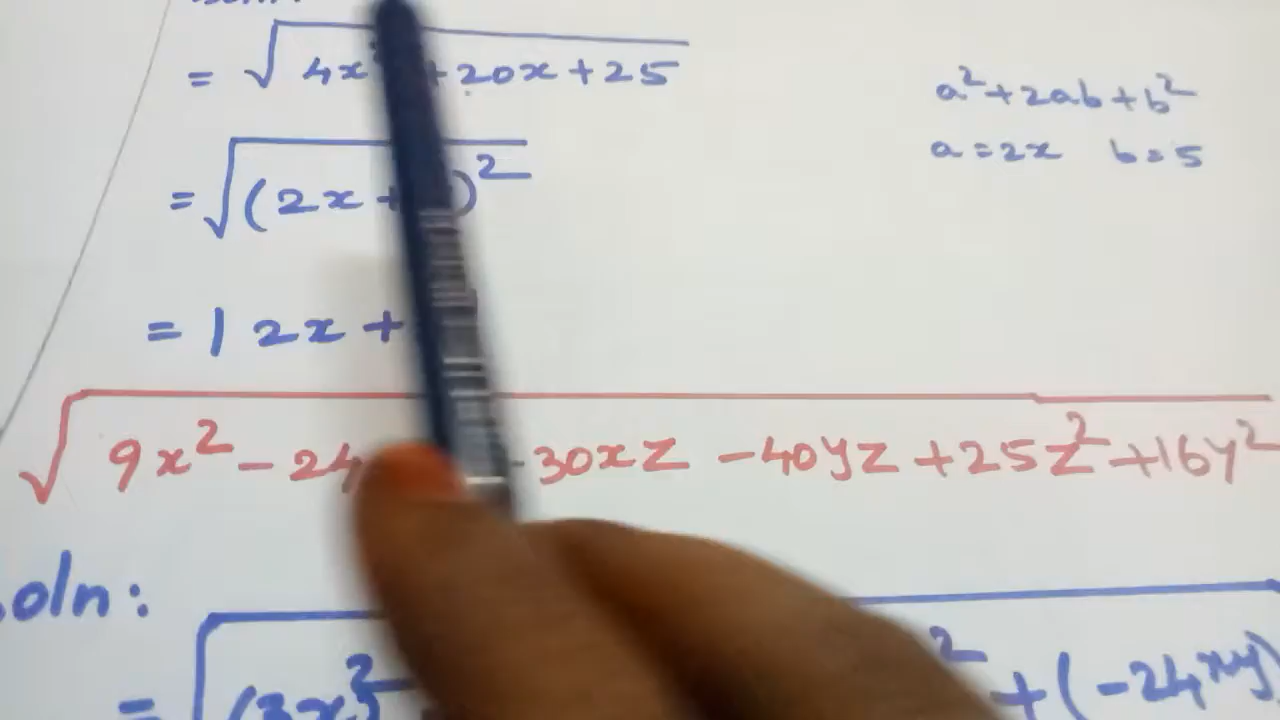 = √4x² +20x+25
a²+2ab+b²
= √(2x+ )²
a=2x b=5
= |2x+
√9x²-24 -30xz-40yz+25z²+16y²
oln:
= √(3x)² ² +(-24xy)